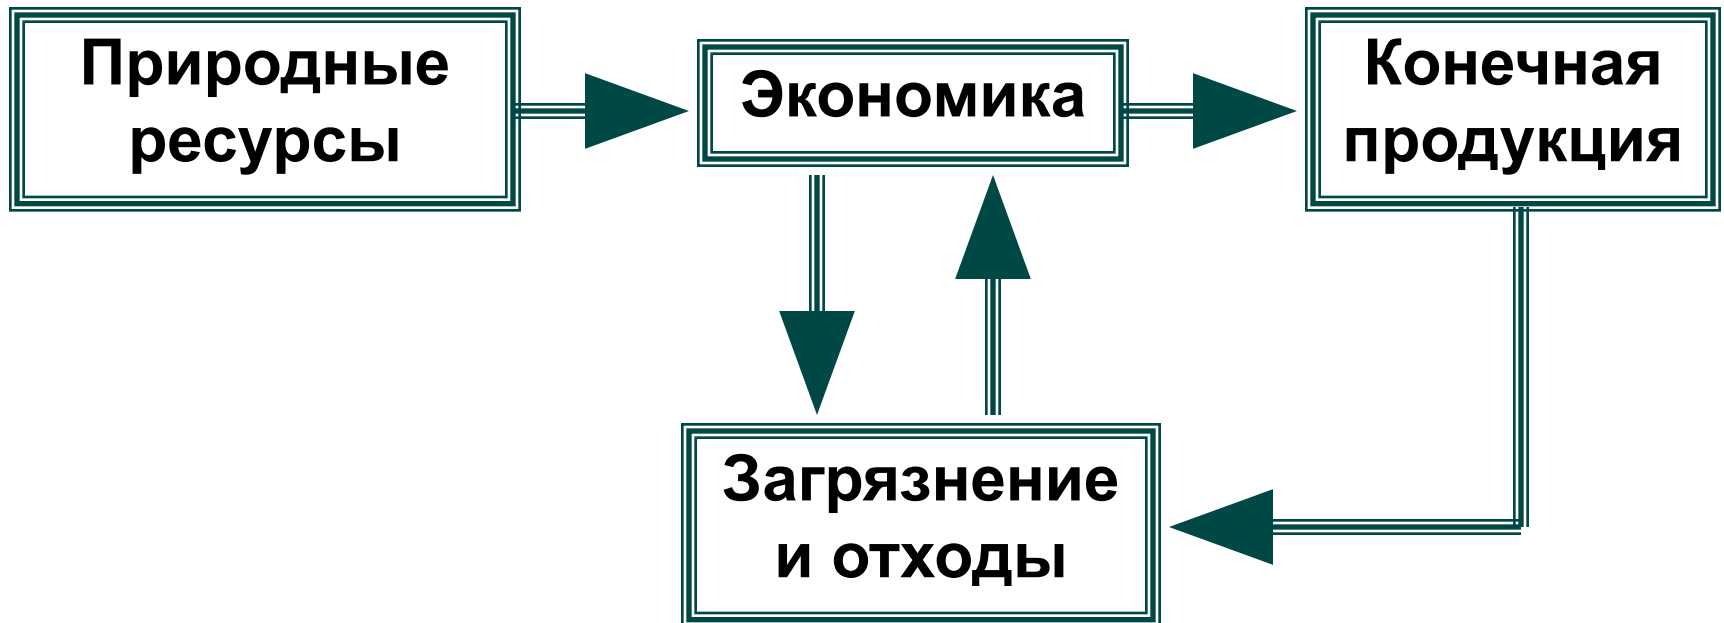 Природные
ресурсы
Экономика
Конечная
продукция
Загрязнение
и отходы